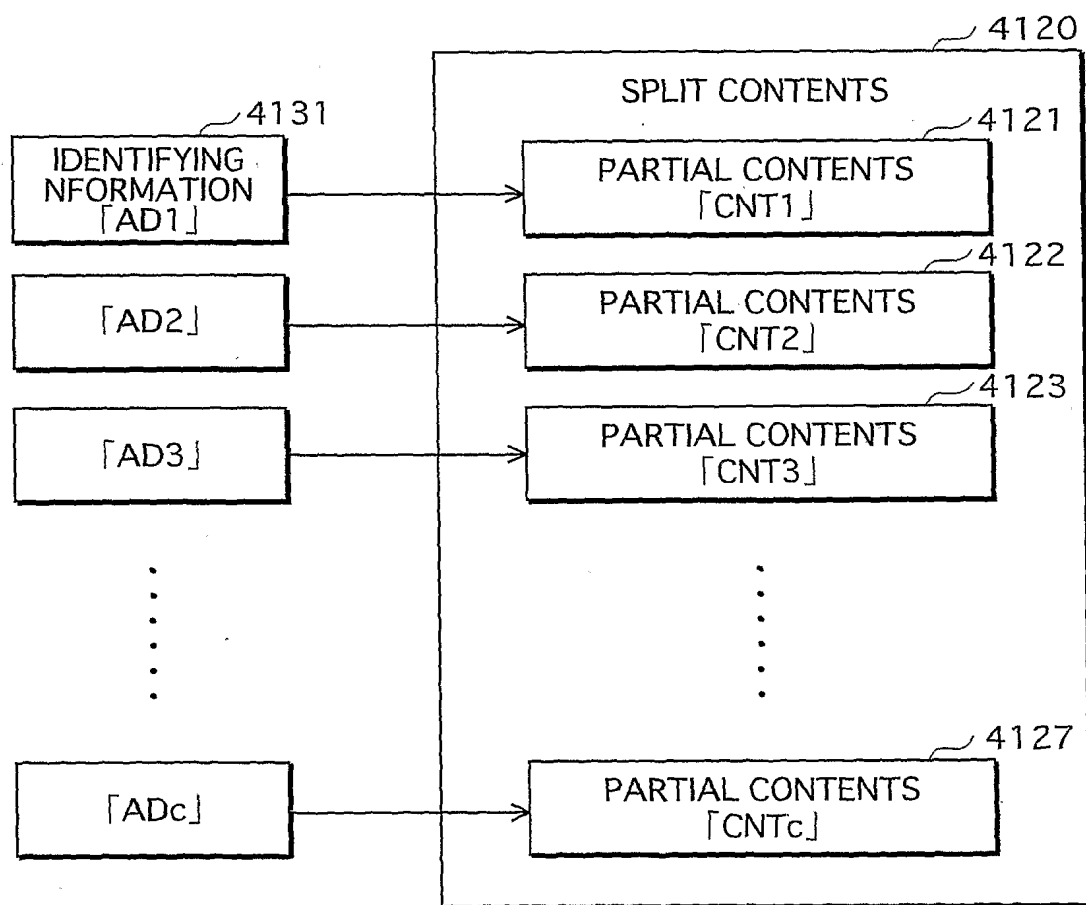 4120
SPLIT CONTENTS
4131
IDENTIFYING
NFORMATION
「AD1」
4121
PARTIAL CONTENTS
「CNT1」
「AD2」
4122
PARTIAL CONTENTS
「CNT2」
「AD3」
4123
PARTIAL CONTENTS
「CNT3」
「ADc」
4127
PARTIAL CONTENTS
「CNTc」